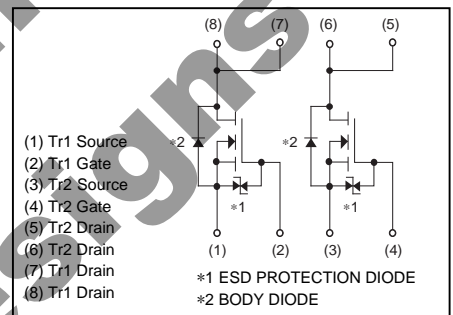 (8) (7) (6) (5)
∗2 ∗2
∗1 ∗1
(1) Tr1 Source
(2) Tr1 Gate
(3) Tr2 Source
(4) Tr2 Gate
(5) Tr2 Drain
(6) Tr2 Drain
(7) Tr1 Drain
(8) Tr1 Drain
(1) (2) (3) (4)
∗1 ESD PROTECTION DIODE
∗2 BODY DIODE